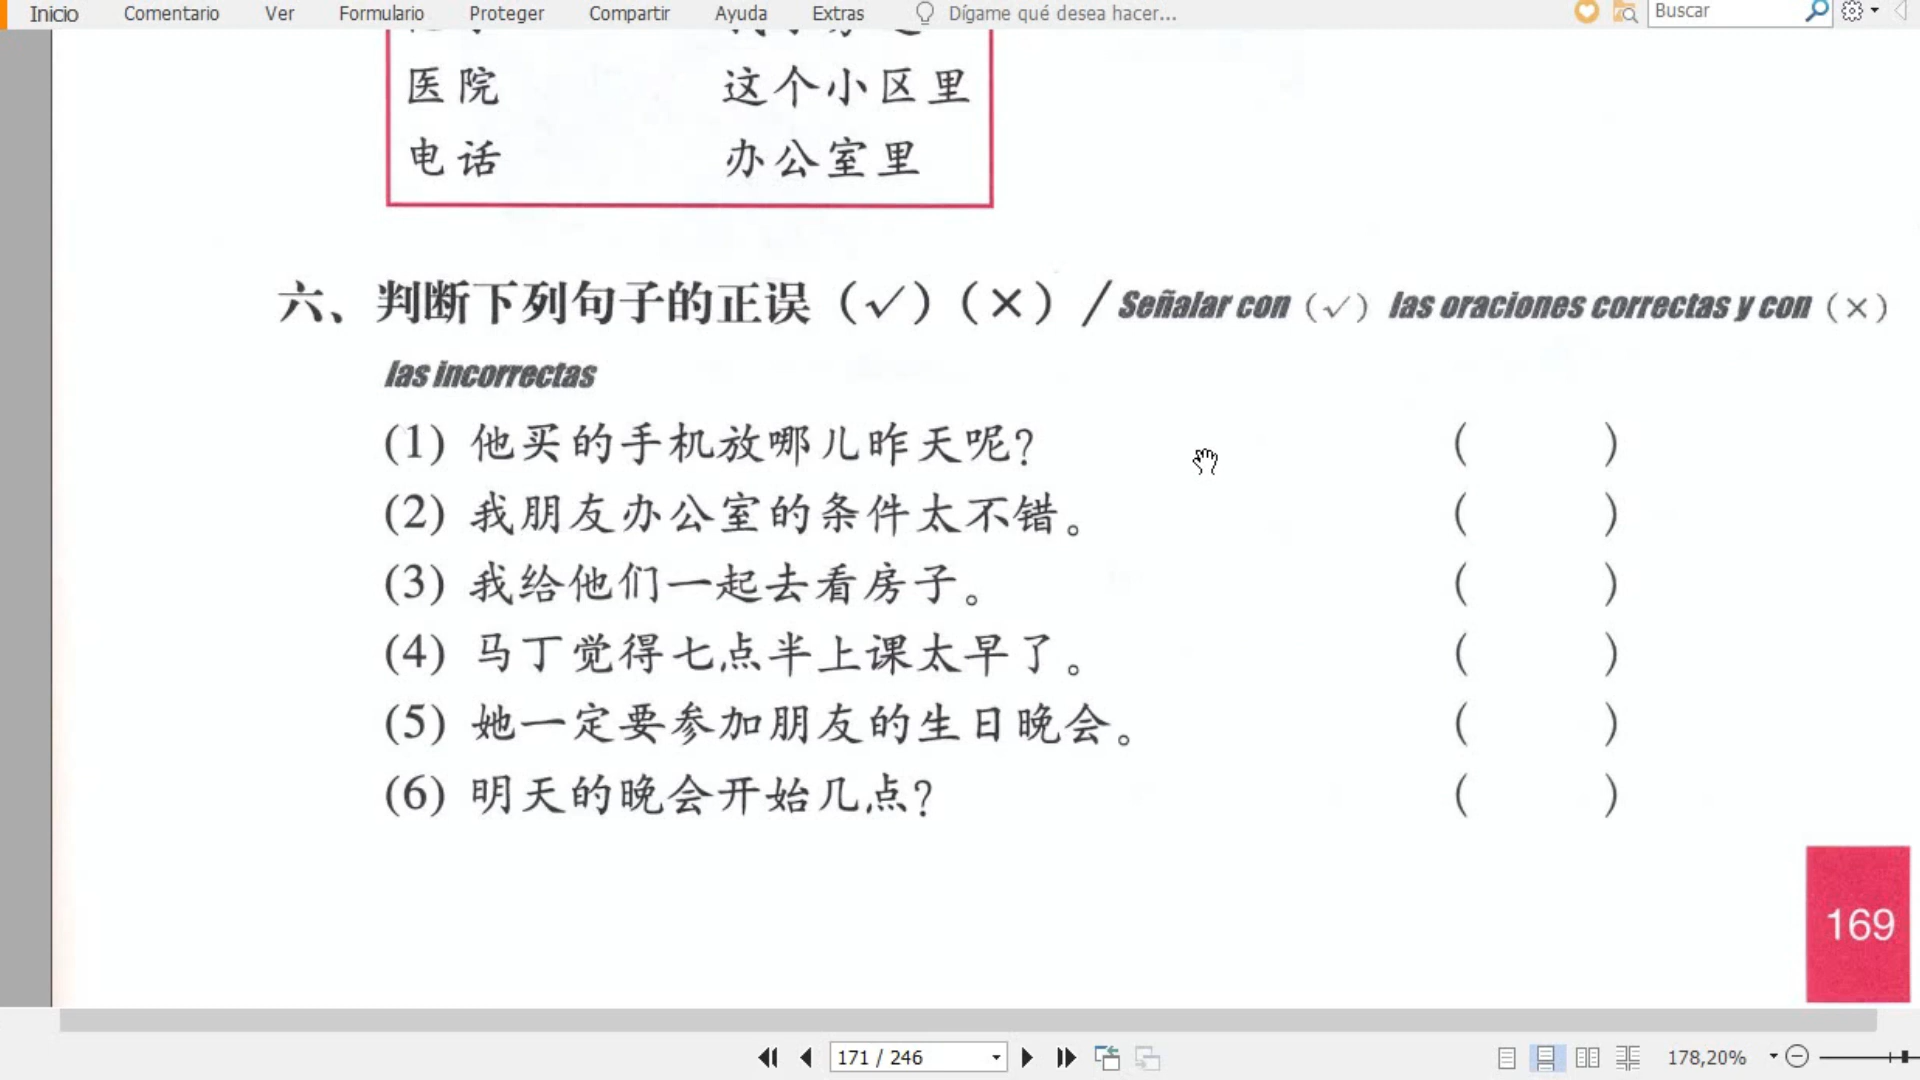 Inicio Comentario Ver Formulario Proteger Compartir Ayuda Extras Dígame qué desea hacer... Buscar
医院 这个小区里
电话 办公室里
六、判断下列句子的正误（✓）（×）/ Señalar con（✓）las oraciones correctas y con（×）
las incorrectas
(1) 他买的手机放哪儿昨天呢？ ( )
(2) 我朋友办公室的条件太不错。 ( )
(3) 我给他们一起去看房子。 ( )
(4) 马丁觉得七点半上课太早了。 ( )
(5) 她一定要参加朋友的生日晚会。 ( )
(6) 明天的晚会开始几点？ ( )
169
171 / 246 178,20%